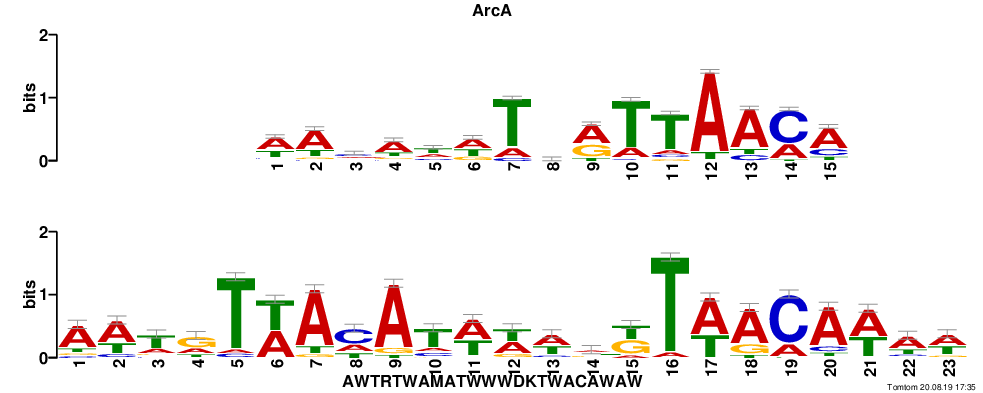 ArcA
2
bits
1
0
1 2 3 4 5 6 7 8 9 10 11 12 13 14 15
2
bits
1
0
1 2 3 4 5 6 7 8 9 10 11 12 13 14 15 16 17 18 19 20 21 22 23
AWTRTWAMATWWWDKTWACAWAW
Tomtom 20.08.19 17:35